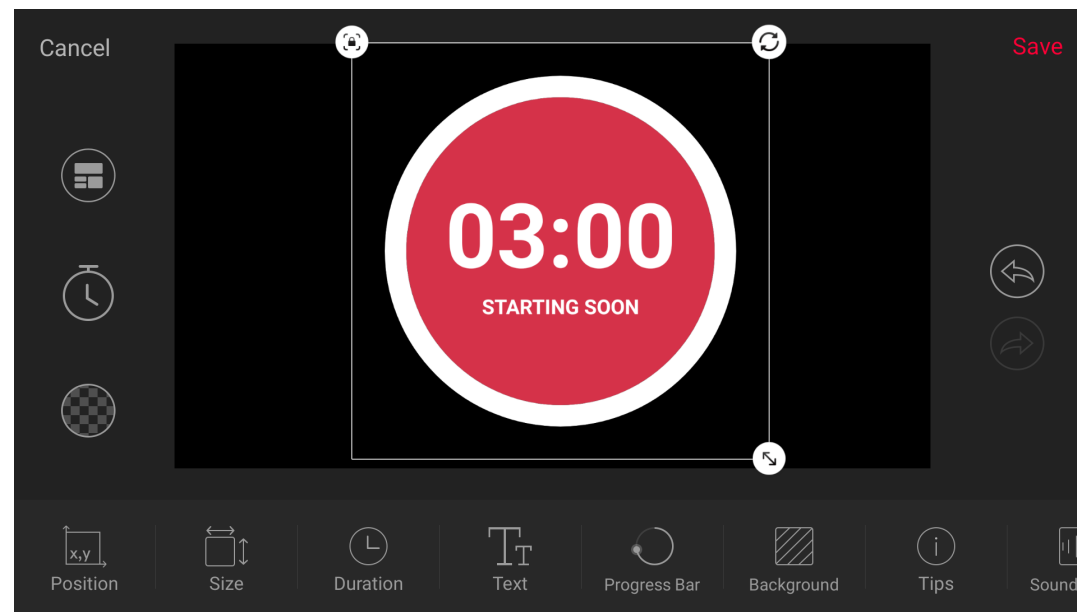 Cancel
Save
03:00
STARTING SOON
x,y
Position
Size
Duration
Text
Progress Bar
Background
Tips
Sound